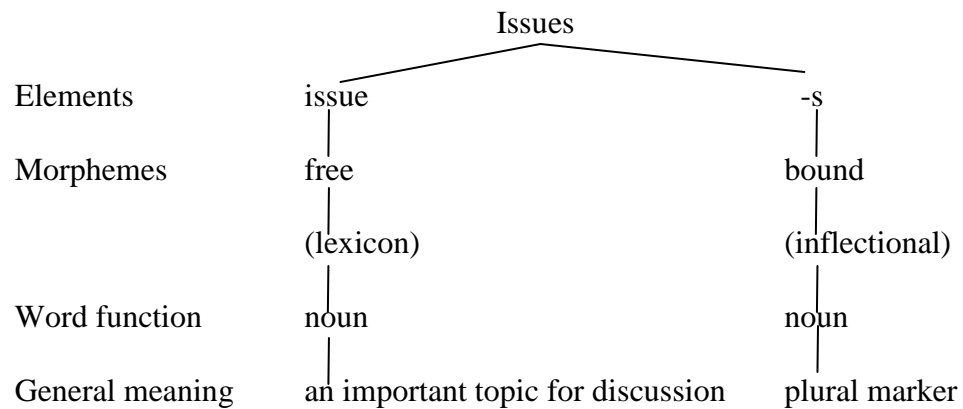 Issues
Elements issue -s
Morphemes free bound
(lexicon) (inflectional)
Word function noun noun
General meaning an important topic for discussion plural marker